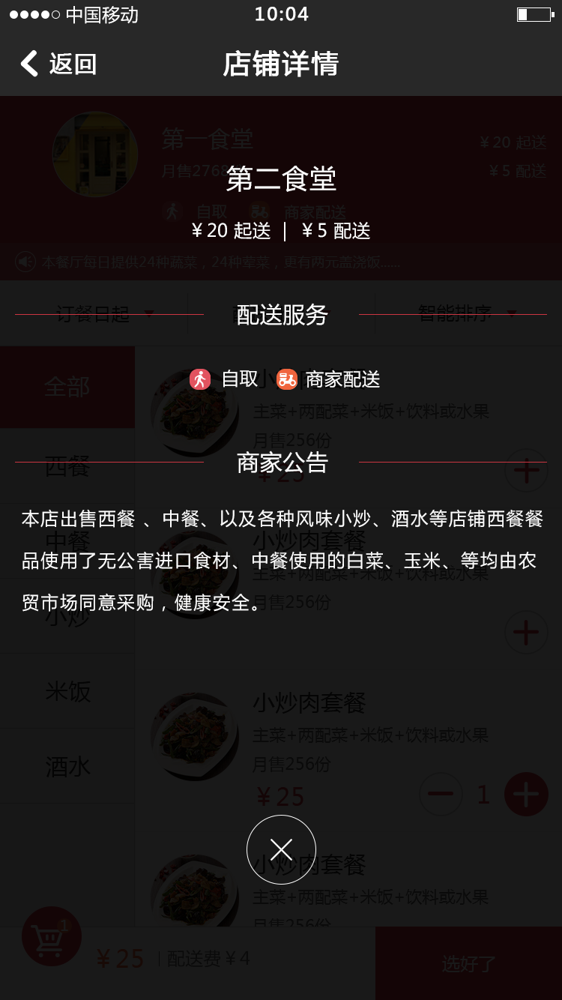 中国移动
10:04
返回
店铺详情
第一食堂
¥20 起送
月售2768
¥5 配送
第二食堂
自取 商家配送
¥20 起送 | ¥5 配送
本餐厅每日提供24种蔬菜，24种荤菜，更有两元盖浇饭......
订餐日起
智能排序
配送服务
全部
自取 商家配送
主菜+两配菜+米饭+饮料或水果
月售256份
西餐
商家公告
¥25
本店出售西餐 、中餐、以及各种风味小炒、酒水等店铺西餐餐
中餐
小炒肉套餐
品使用了无公害进口食材、中餐使用的白菜、玉米、等均由农
主菜+两配菜+米饭+饮料或水果
月售256份
贸市场同意采购，健康安全。
小炒
米饭
小炒肉套餐
主菜+两配菜+米饭+饮料或水果
月售256份
酒水
¥25
1
小炒肉套餐
主菜+两配菜+米饭+饮料或水果
月售256份
1
¥25 | 配送费¥4
选好了